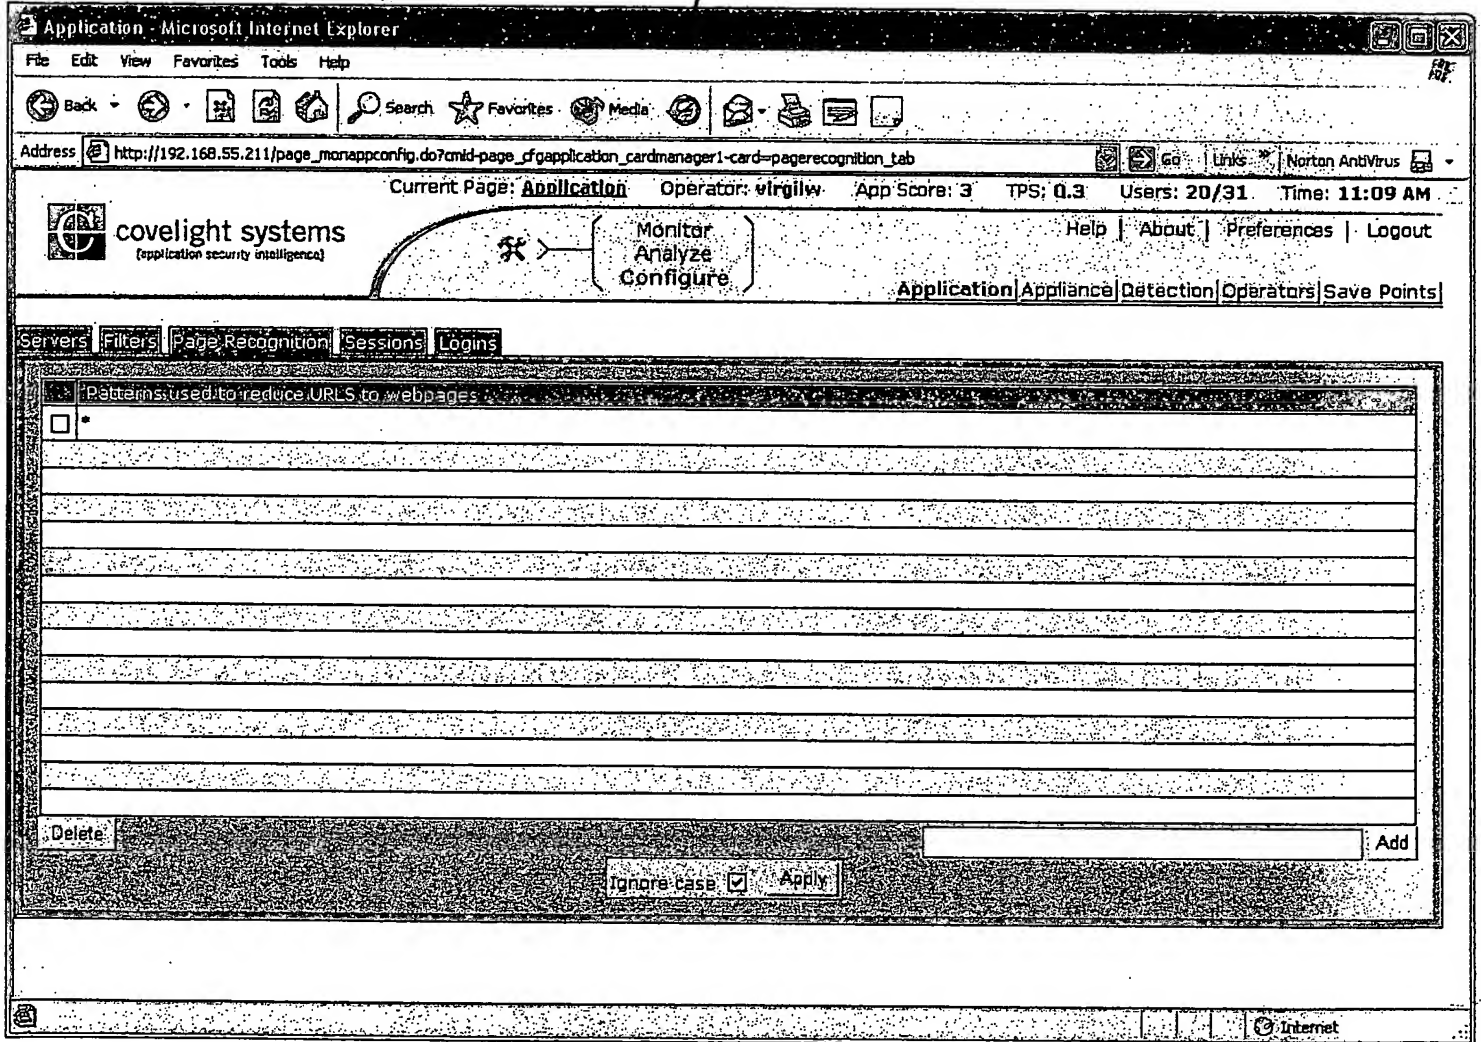 Application - Microsoft Internet Explorer
File Edit View Favorites Tools Help
Back Search Favorites Media
Address http://192.168.55.211/page_monappconfig.do?cmld-page_cfgapplication_cardmanager1-card=pagerecognition_tab Go Links » Norton AntiVirus
Current Page: Application Operator: virgilw App Score: 3 TPS: 0.3 Users: 20/31 Time: 11:09 AM
covelight systems
[application security intelligence]
Monitor
Analyze
Configure
Help | About | Preferences | Logout
Application|Appliance|Detection|Operators|Save Points|
Servers Filters Page Recognition Sessions Logins
Patterns used to reduce URLS to webpages
*
Delete Add
Ignore case Apply
Internet